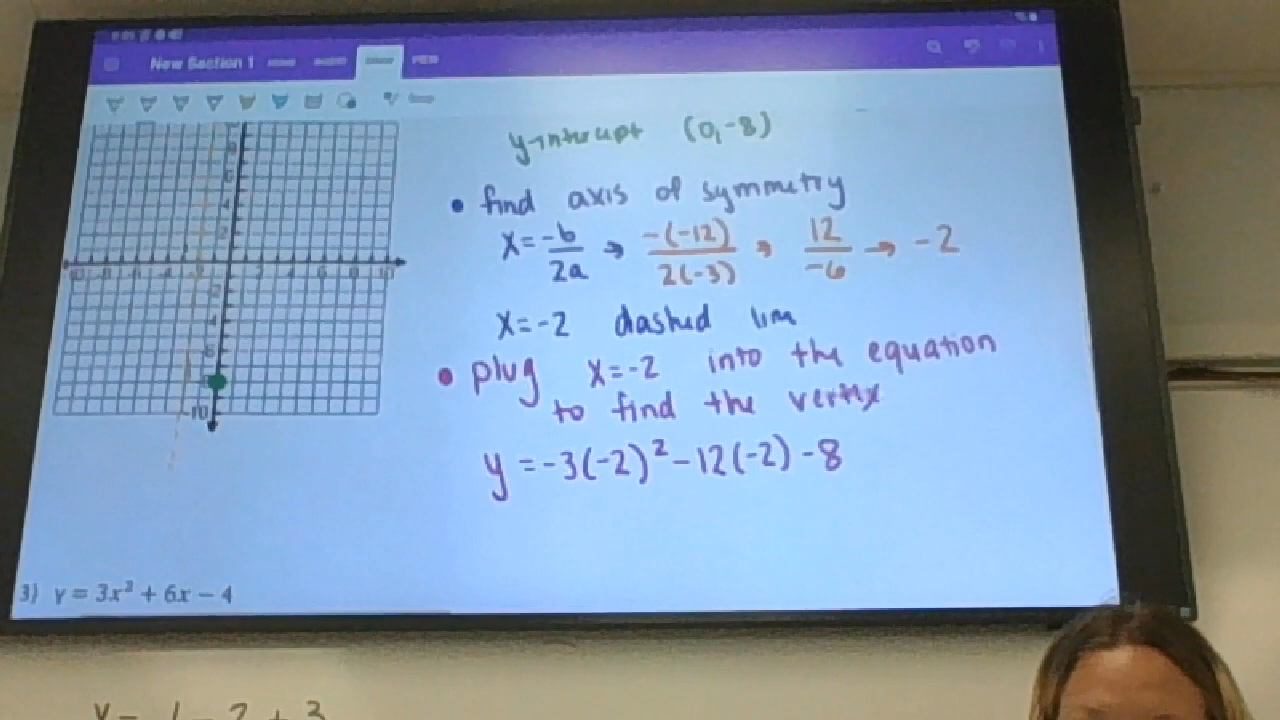 New Section 1
y-intercept (0,-8)
• find axis of symmetry
x = -b/2a → -(-12)/2(-3) → 12/-6 → -2
x = -2 dashed line
• plug x = -2 into the equation
to find the vertex
y = -3(-2)² - 12(-2) - 8
3) y = 3x² + 6x - 4